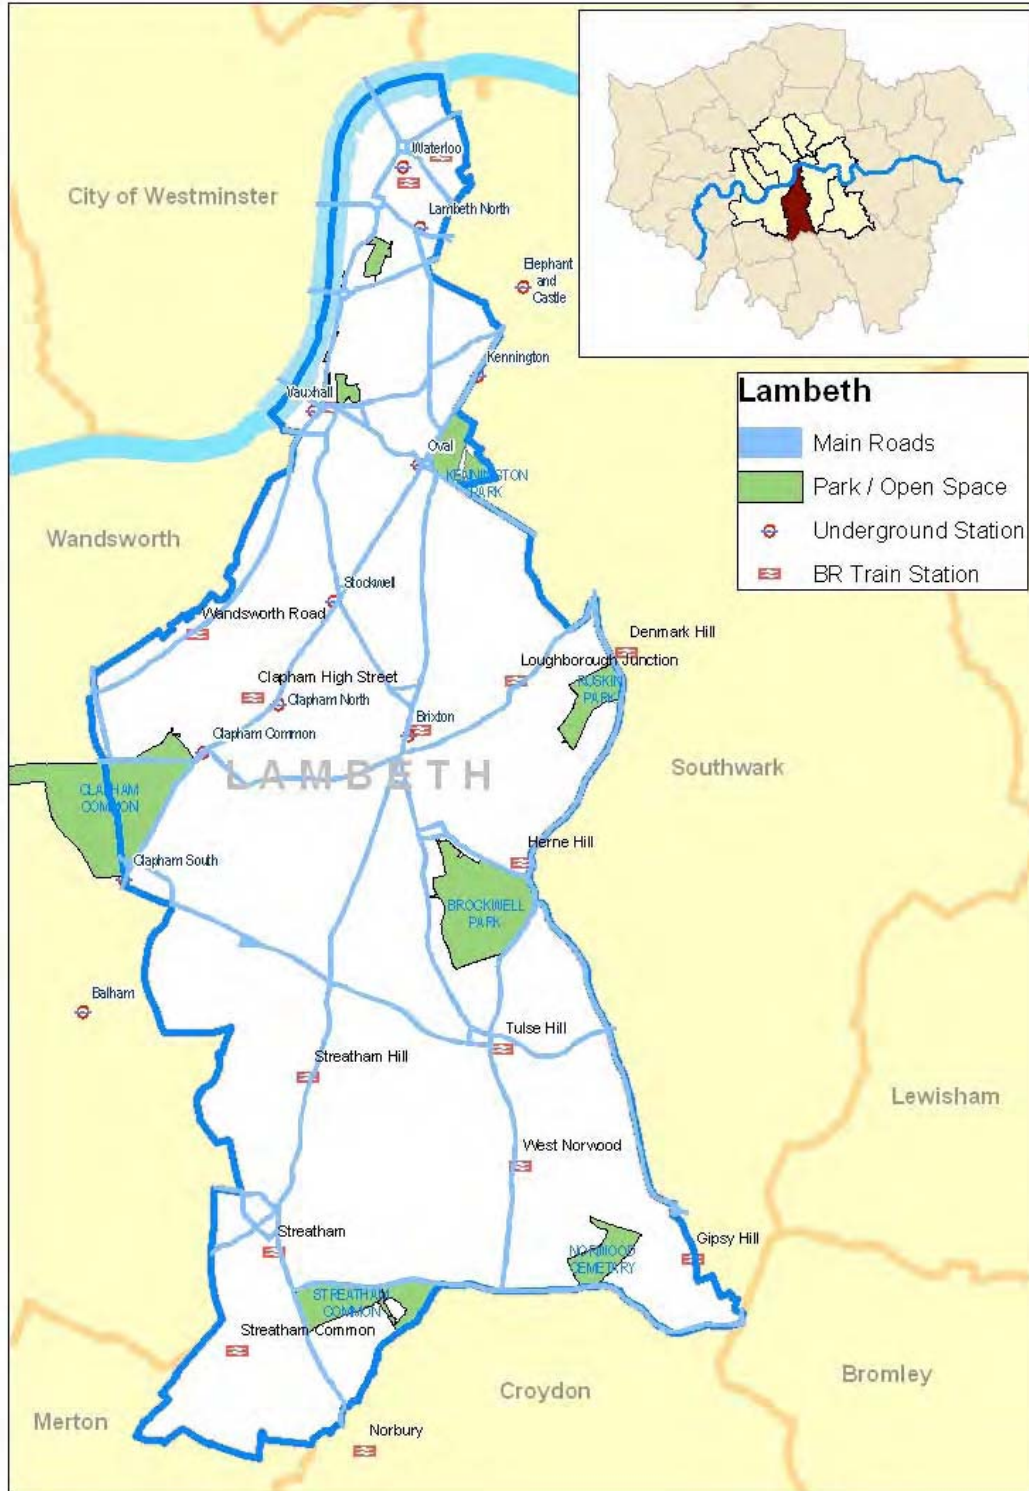 Waterloo
City of Westminster
Lambeth North
Elephant
and
Castle
Kennington
Vauxhall
Lambeth
Main Roads
Park / Open Space
Underground Station
BR Train Station
Oval
KENNINGTON
PARK
Wandsworth
Stockwell
Wandsworth Road
Denmark Hill
Loughborough Junction
Clapham High Street
RUSKIN
PARK
Clapham North
Brixton
Clapham Common
LAMBETH
Southwark
CLAPHAM
COMMON
Herne Hill
Clapham South
BROCKWELL
PARK
Balham
Tulse Hill
Streatham Hill
Lewisham
West Norwood
Streatham
Gipsy Hill
NORWOOD
CEMETARY
STREATHAM
COMMON
Streatham Common
Bromley
Croydon
Merton
Norbury